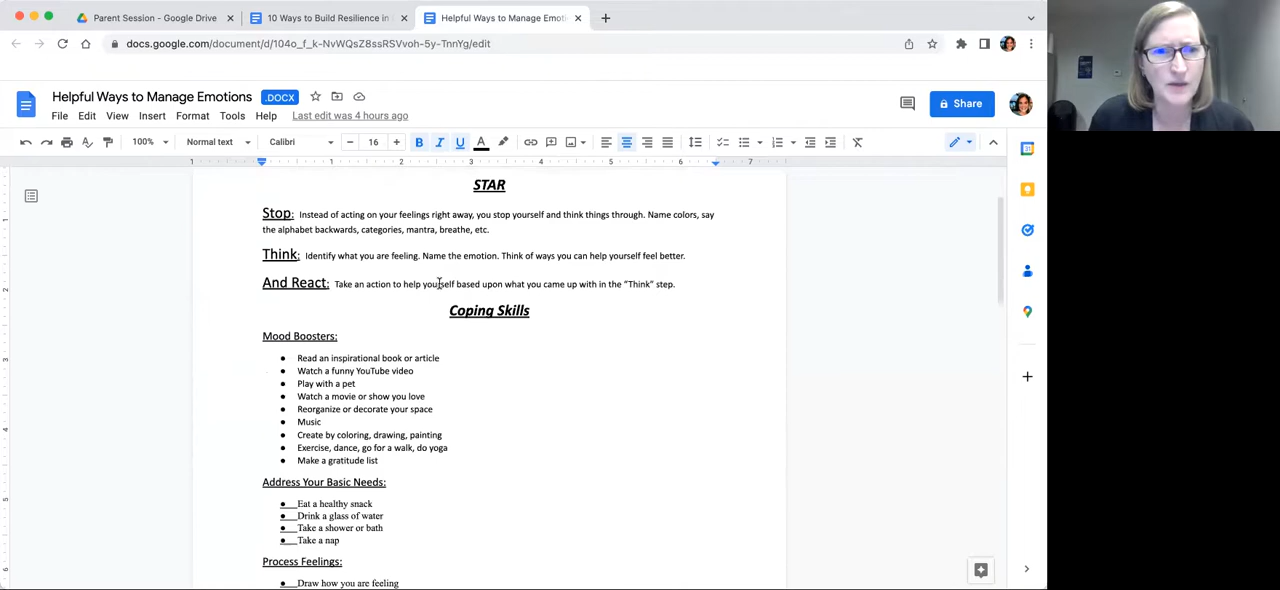 Parent Session - Google Drive
10 Ways to Build Resilience in
Helpful Ways to Manage Emoti
docs.google.com/document/d/104o_f_k-NvWQsZ8ssRSVvoh-5y-TnnYg/edit
Helpful Ways to Manage Emotions .DOCX
File Edit View Insert Format Tools Help Last edit was 4 hours ago
Share
100% Normal text Calibri 16
1 1 2 3 4 5 6 7
STAR
Stop: Instead of acting on your feelings right away, you stop yourself and think things through. Name colors, say
the alphabet backwards, categories, mantra, breathe, etc.
Think: Identify what you are feeling. Name the emotion. Think of ways you can help yourself feel better.
And React: Take an action to help yourself based upon what you came up with in the “Think” step.
Coping Skills
Mood Boosters:
● Read an inspirational book or article
● Watch a funny YouTube video
● Play with a pet
● Watch a movie or show you love
● Reorganize or decorate your space
● Music
● Create by coloring, drawing, painting
● Exercise, dance, go for a walk, do yoga
● Make a gratitude list
Address Your Basic Needs:
● Eat a healthy snack
● Drink a glass of water
● Take a shower or bath
● Take a nap
Process Feelings:
● Draw how you are feeling